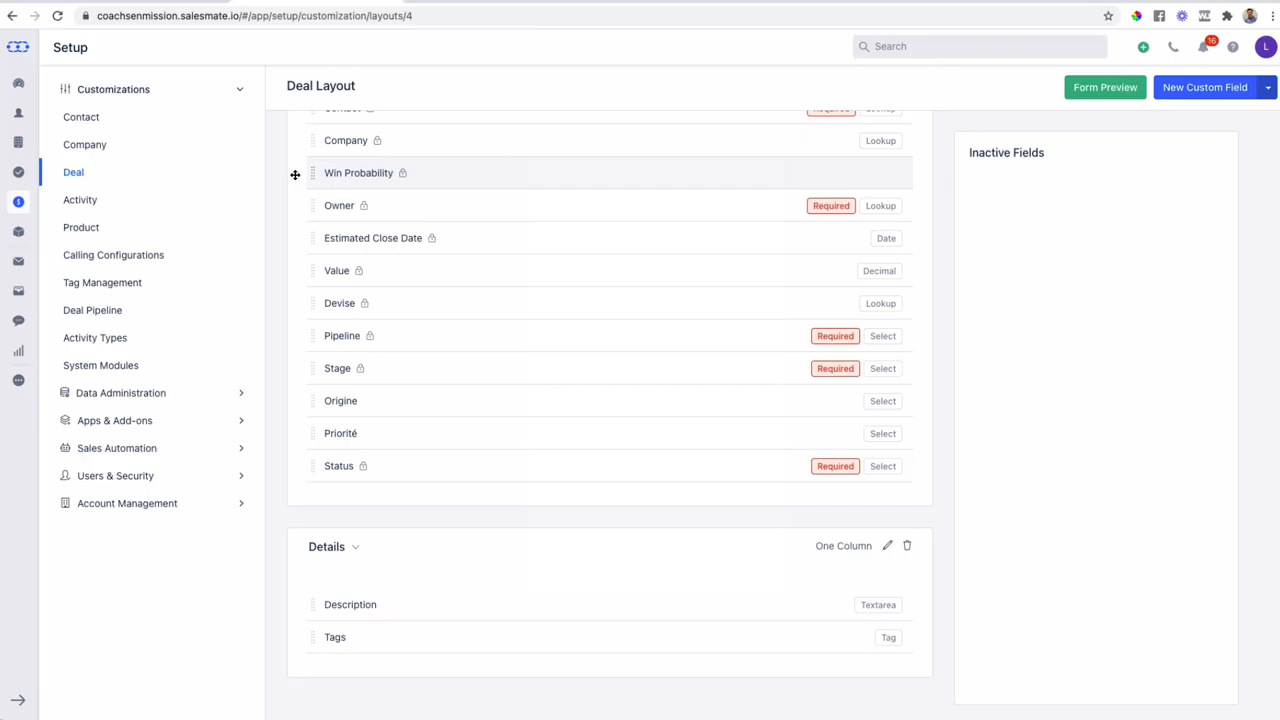 coachsenmission.salesmate.io/#/app/setup/customization/layouts/4
Setup
Search
16
L
Customizations
Contact
Company
Deal
Activity
Product
Calling Configurations
Tag Management
Deal Pipeline
Activity Types
System Modules
Data Administration
Apps & Add-ons
Sales Automation
Users & Security
Account Management
Deal Layout
Form Preview
New Custom Field
Contact Required Lookup
Company Lookup
Win Probability
Owner Required Lookup
Estimated Close Date Date
Value Decimal
Devise Lookup
Pipeline Required Select
Stage Required Select
Origine Select
Priorité Select
Status Required Select
Details One Column
Description Textarea
Tags Tag
Inactive Fields